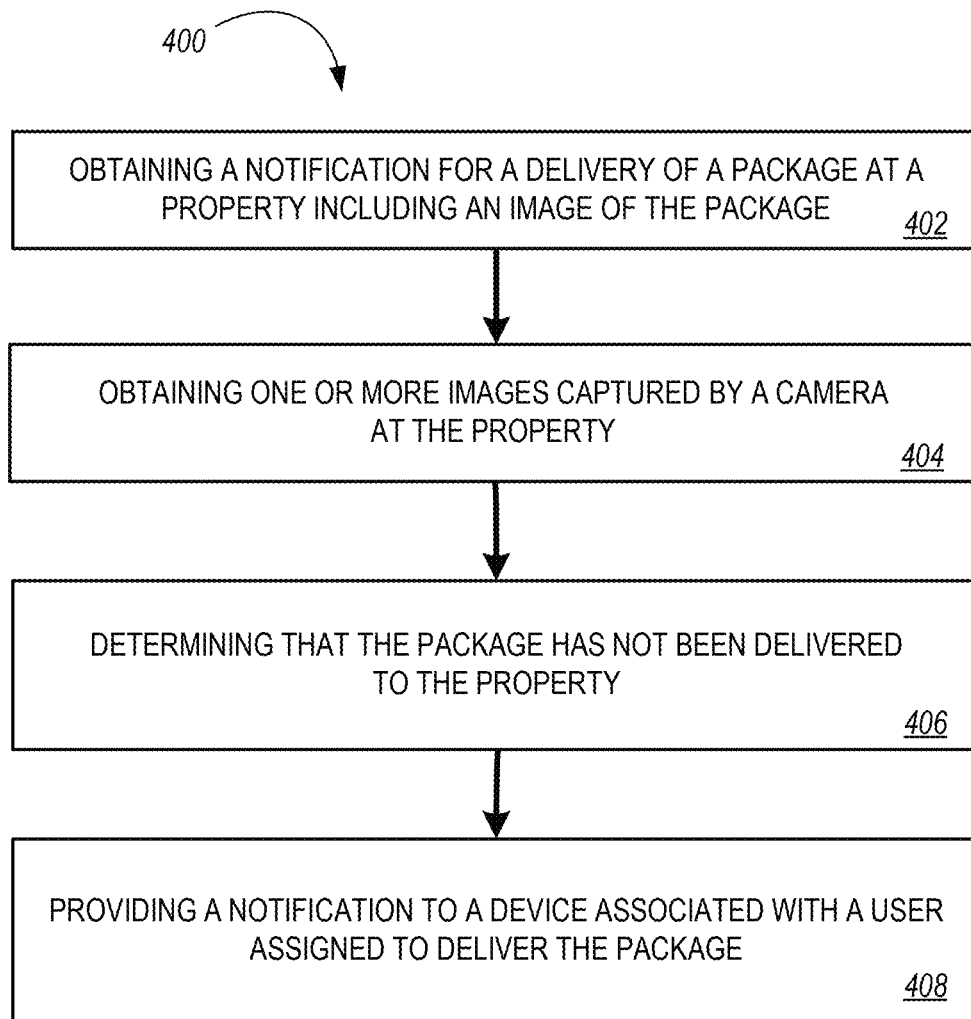 400
OBTAINING A NOTIFICATION FOR A DELIVERY OF A PACKAGE AT A
PROPERTY INCLUDING AN IMAGE OF THE PACKAGE
402
OBTAINING ONE OR MORE IMAGES CAPTURED BY A CAMERA
AT THE PROPERTY
404
DETERMINING THAT THE PACKAGE HAS NOT BEEN DELIVERED
TO THE PROPERTY
406
PROVIDING A NOTIFICATION TO A DEVICE ASSOCIATED WITH A USER
ASSIGNED TO DELIVER THE PACKAGE
408